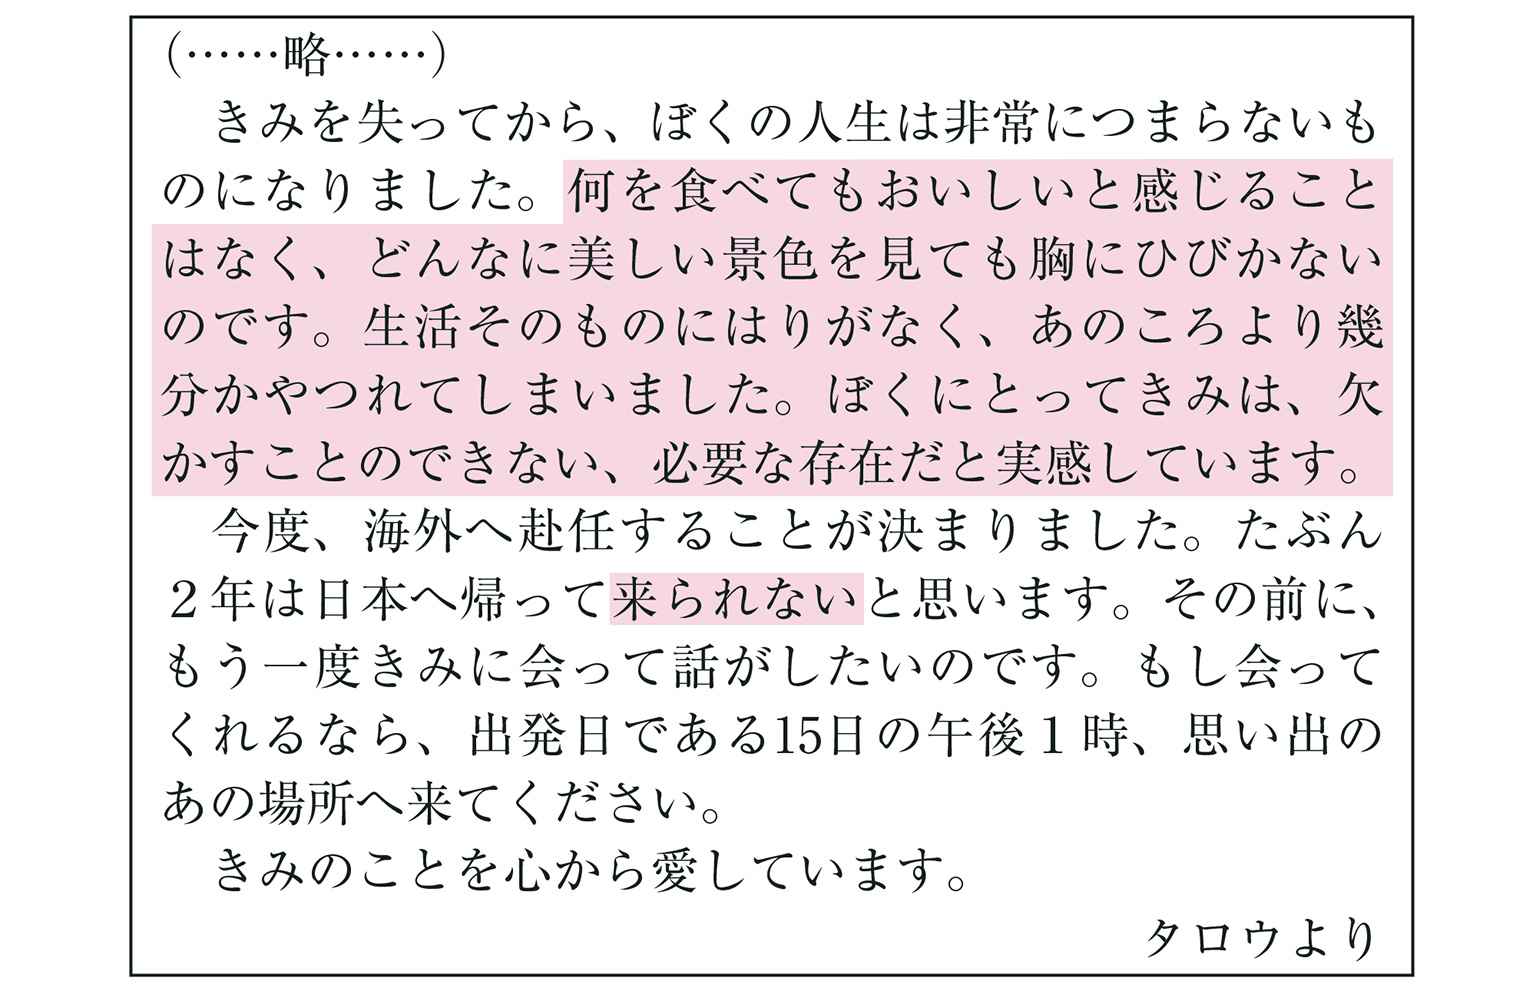 (……略……)
　きみを失ってから、ぼくの人生は非常につまらないも
のになりました。何を食べてもおいしいと感じること
はなく、どんなに美しい景色を見ても胸にひびかない
のです。生活そのものにはりがなく、あのころより幾
分かやつれてしまいました。ぼくにとってきみは、欠
かすことのできない、必要な存在だと実感しています。
　今度、海外へ赴任することが決まりました。たぶん
２年は日本へ帰って来られないと思います。その前に、
もう一度きみに会って話がしたいのです。もし会って
くれるなら、出発日である15日の午後１時、思い出の
あの場所へ来てください。
　きみのことを心から愛しています。
タロウより